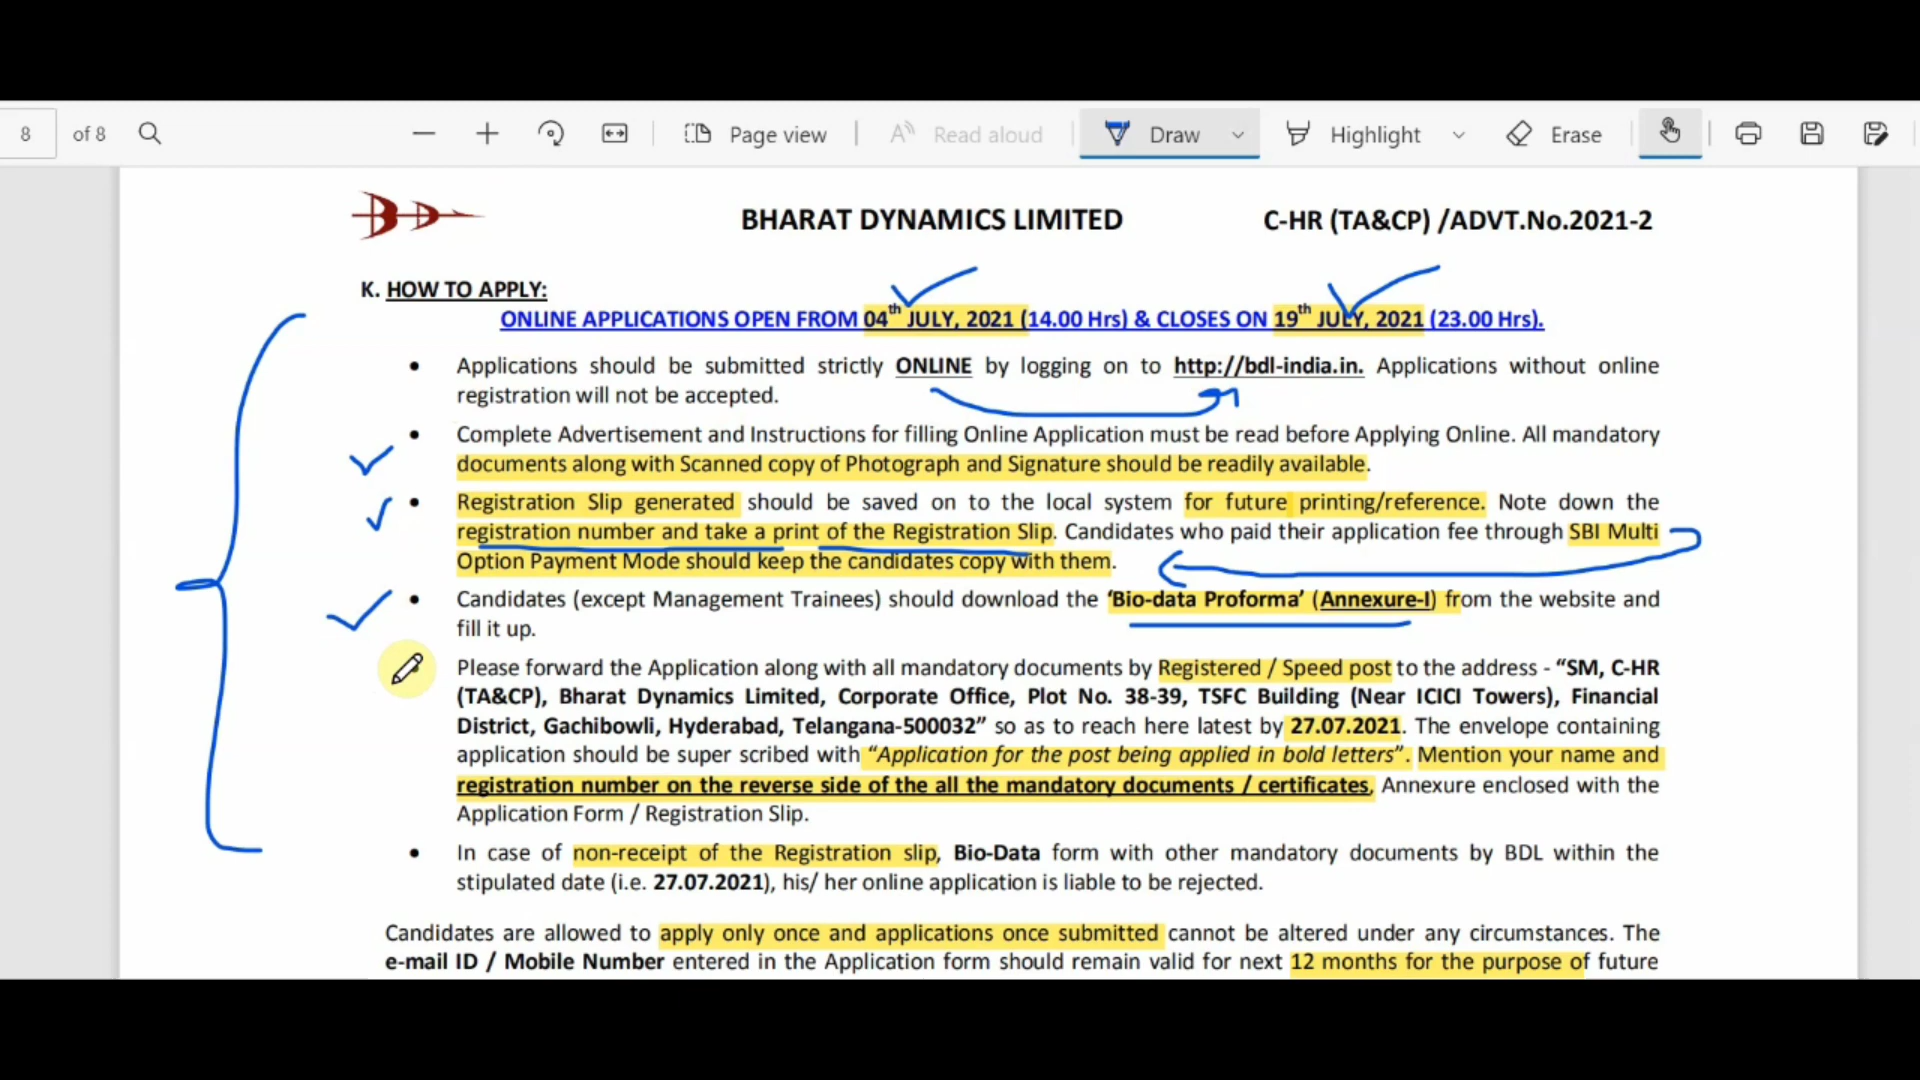 8 of 8 Page view Read aloud Draw Highlight Erase
BHARAT DYNAMICS LIMITED C-HR (TA&CP) /ADVT.No.2021-2
K. HOW TO APPLY:
ONLINE APPLICATIONS OPEN FROM 04th JULY, 2021 (14.00 Hrs) & CLOSES ON 19th JULY, 2021 (23.00 Hrs).
• Applications should be submitted strictly ONLINE by logging on to http://bdl-india.in. Applications without online
registration will not be accepted.
• Complete Advertisement and Instructions for filling Online Application must be read before Applying Online. All mandatory
documents along with Scanned copy of Photograph and Signature should be readily available.
• Registration Slip generated should be saved on to the local system for future printing/reference. Note down the
registration number and take a print of the Registration Slip. Candidates who paid their application fee through SBI Multi
Option Payment Mode should keep the candidates copy with them.
• Candidates (except Management Trainees) should download the ‘Bio-data Proforma’ (Annexure-I) from the website and
fill it up.
Please forward the Application along with all mandatory documents by Registered / Speed post to the address - “SM, C-HR
(TA&CP), Bharat Dynamics Limited, Corporate Office, Plot No. 38-39, TSFC Building (Near ICICI Towers), Financial
District, Gachibowli, Hyderabad, Telangana-500032” so as to reach here latest by 27.07.2021. The envelope containing
application should be super scribed with “Application for the post being applied in bold letters”. Mention your name and
registration number on the reverse side of the all the mandatory documents / certificates, Annexure enclosed with the
Application Form / Registration Slip.
• In case of non-receipt of the Registration slip, Bio-Data form with other mandatory documents by BDL within the
stipulated date (i.e. 27.07.2021), his/ her online application is liable to be rejected.
Candidates are allowed to apply only once and applications once submitted cannot be altered under any circumstances. The
e-mail ID / Mobile Number entered in the Application form should remain valid for next 12 months for the purpose of future